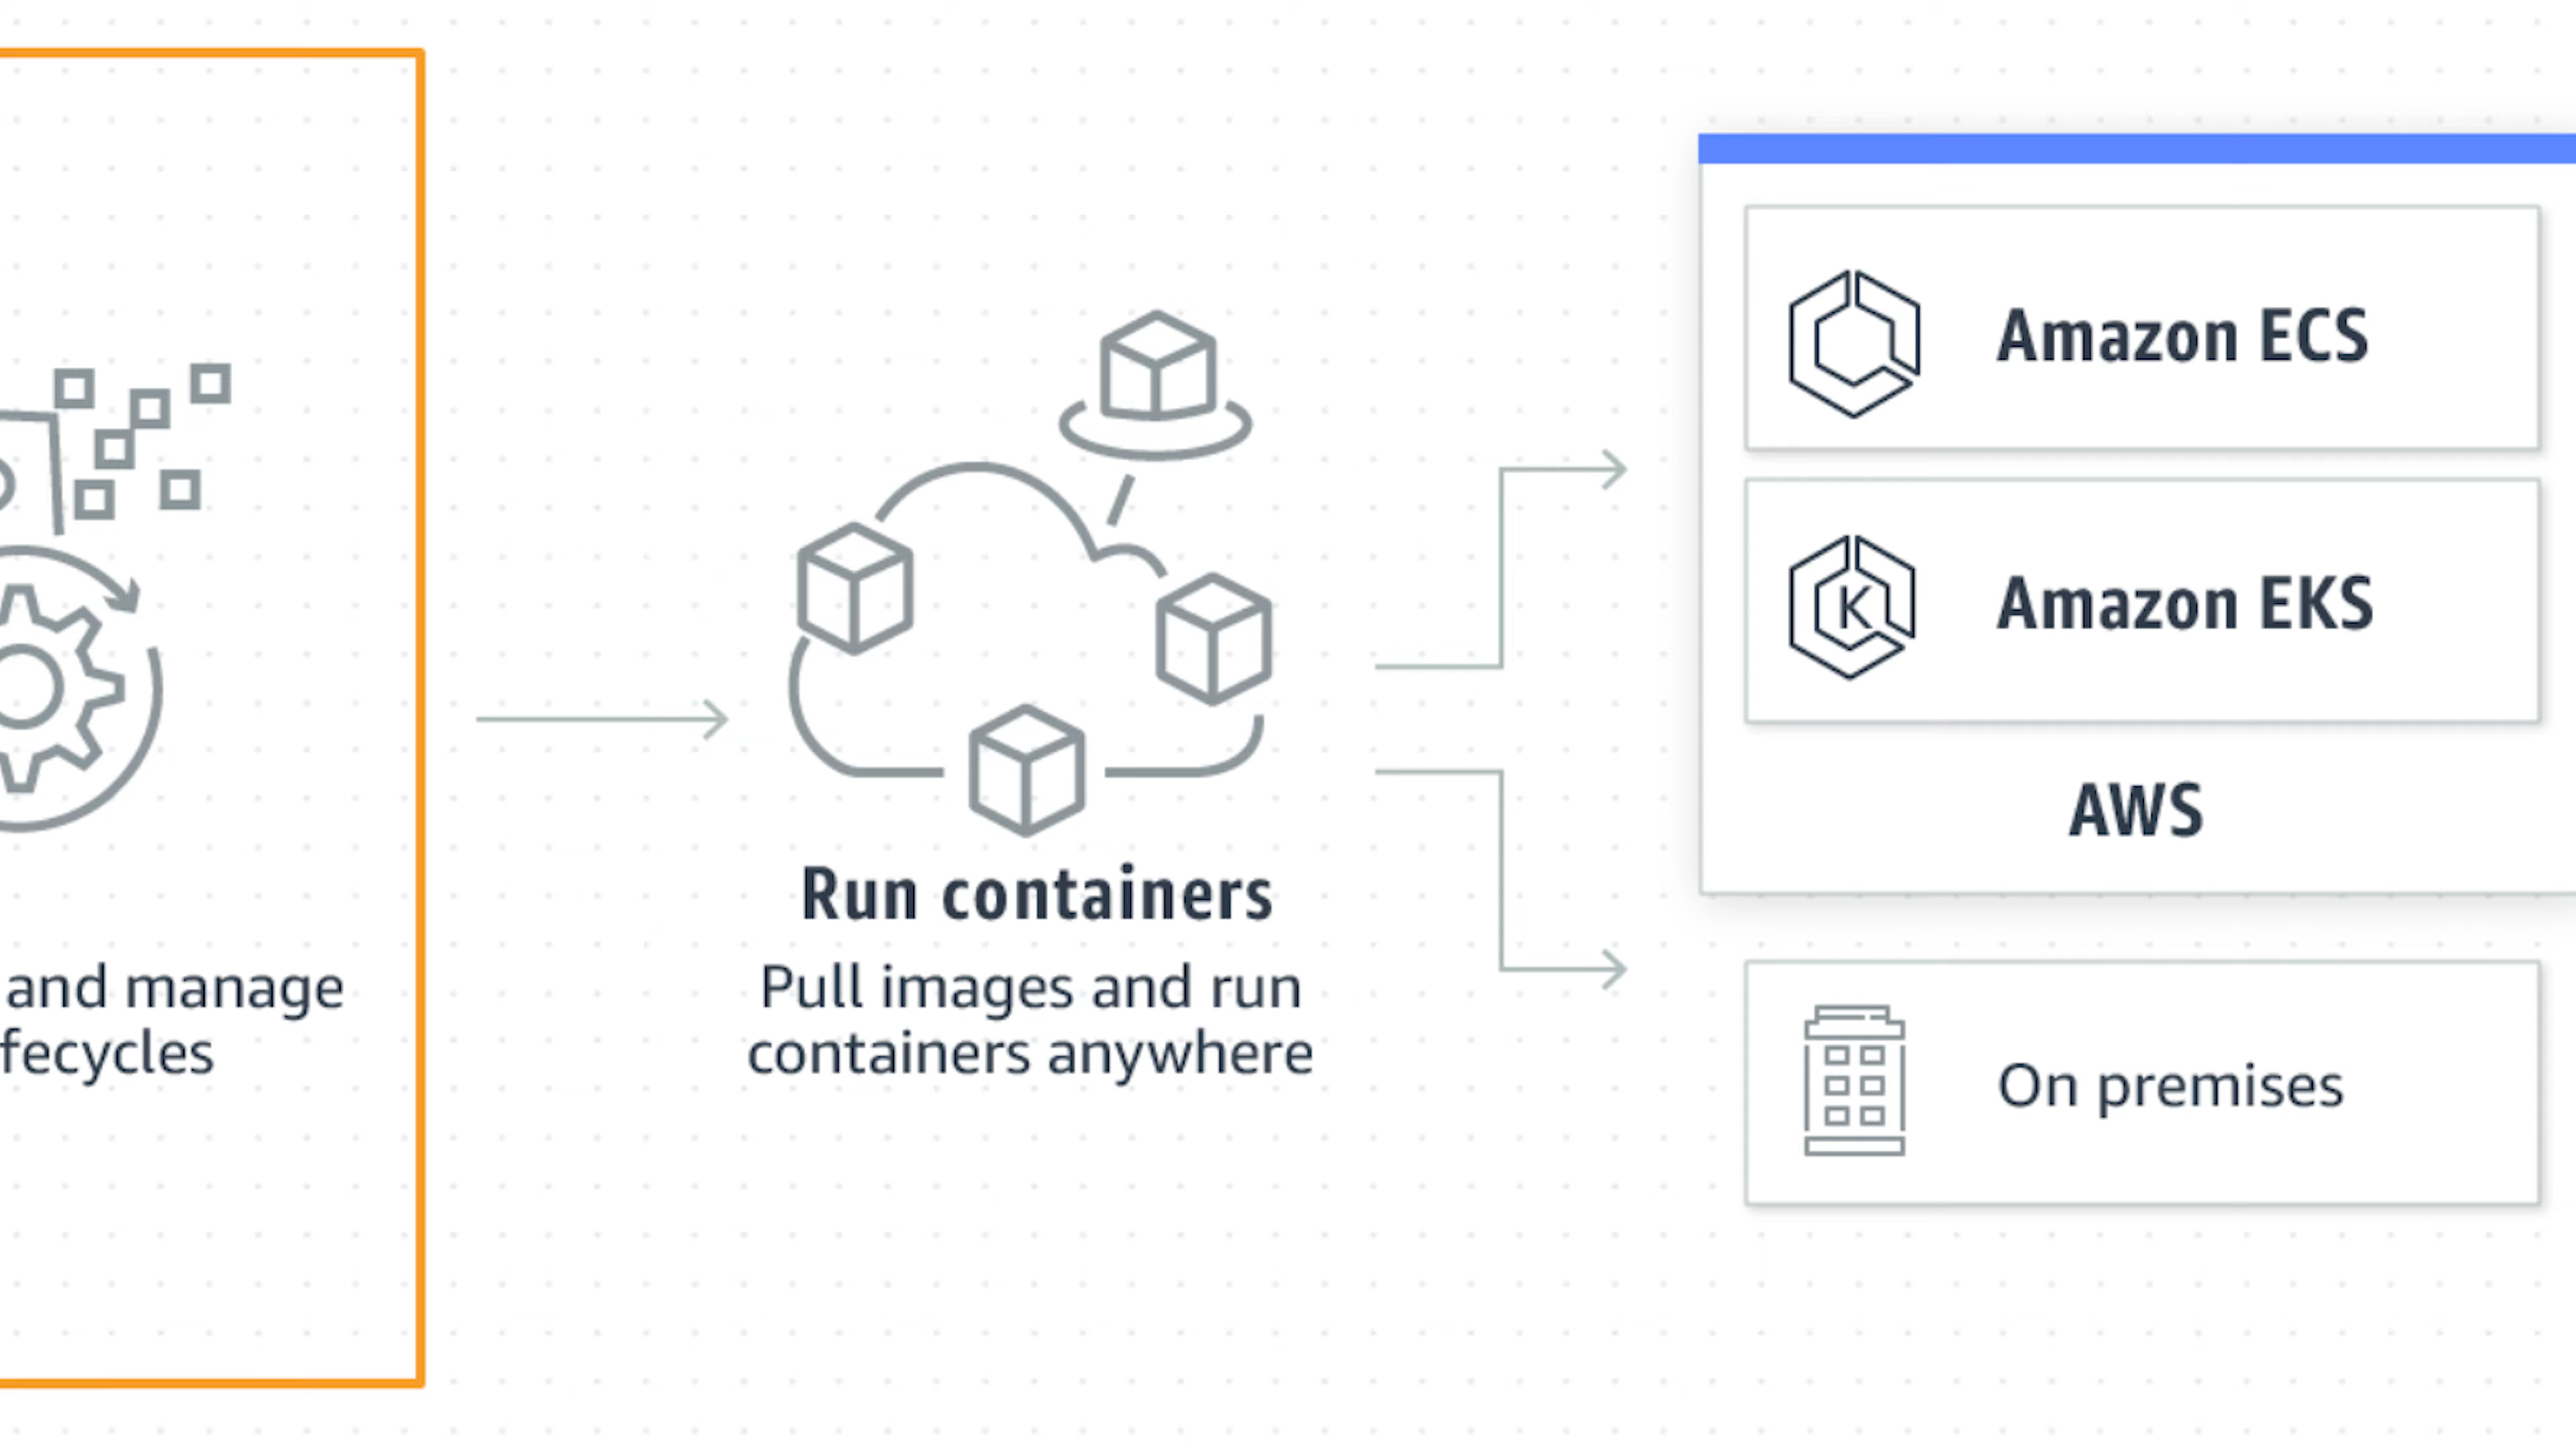 and manage
fecycles
Run containers
Pull images and run
containers anywhere
Amazon ECS
K
Amazon EKS
AWS
On premises